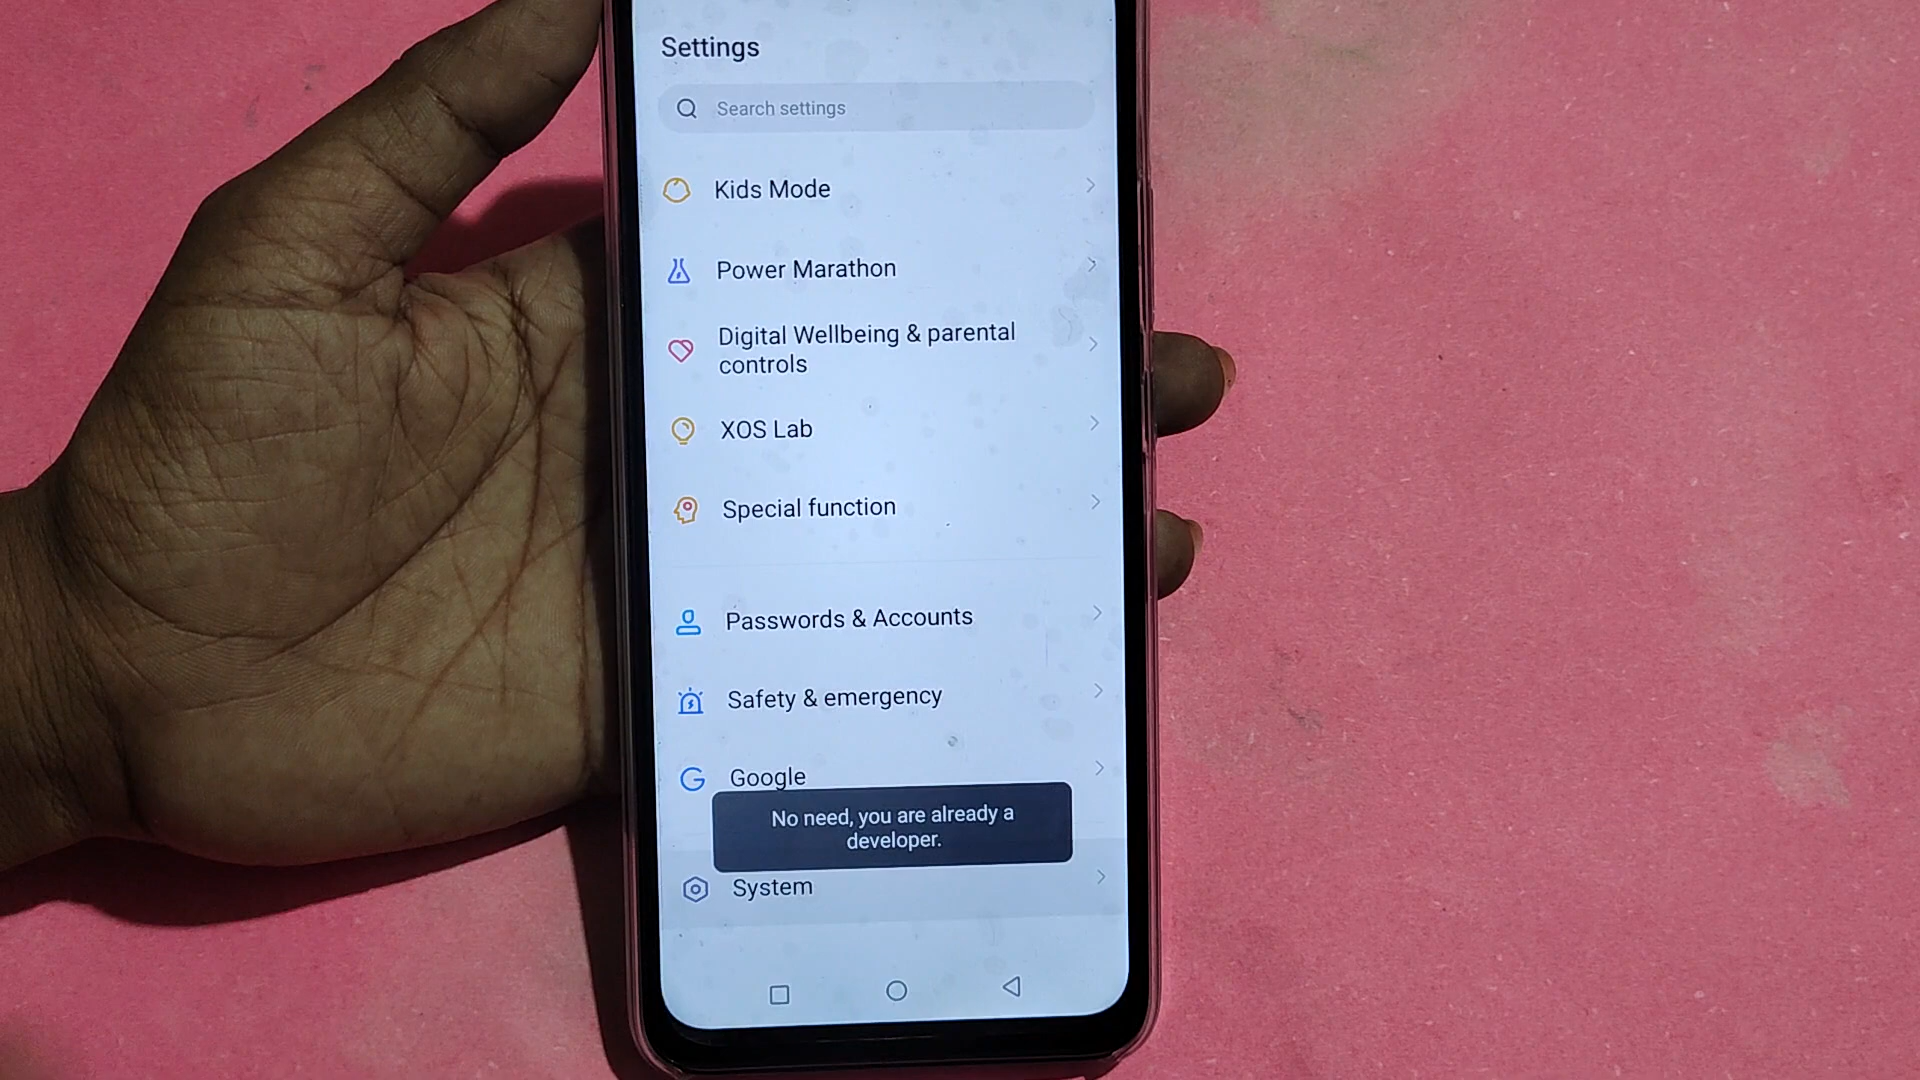 Settings
Search settings
Kids Mode
Power Marathon
Digital Wellbeing & parental
controls
XOS Lab
Special function
Passwords & Accounts
Safety & emergency
Google
No need, you are already a
developer.
System